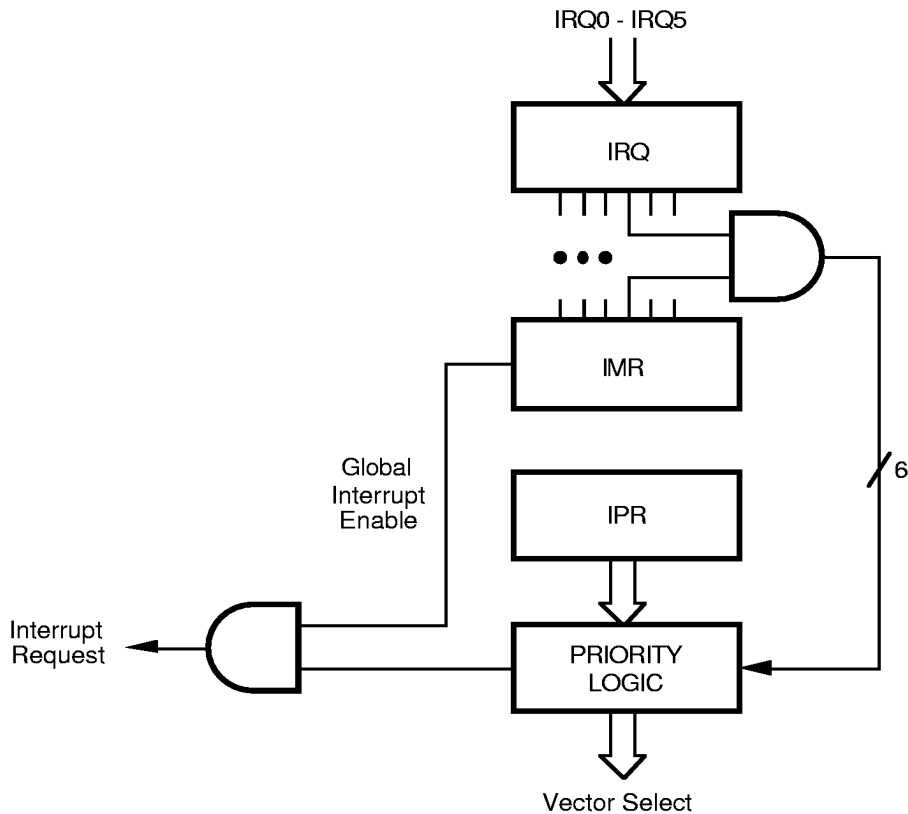 IRQ0 - IRQ5
IRQ
IMR
Global
Interrupt
Enable
6
IPR
Interrupt
Request
PRIORITY
LOGIC
Vector Select